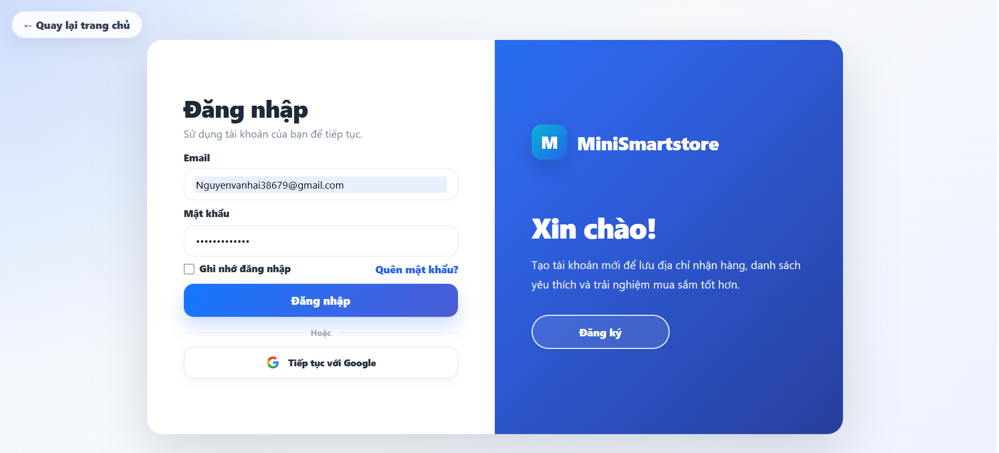 ← Quay lại trang chủ
Đăng nhập
Sử dụng tài khoản của bạn để tiếp tục.
Email
Nguyenvanhai38679@gmail.com
Mật khẩu
•••••••••••••
Ghi nhớ đăng nhập
Quên mật khẩu?
Đăng nhập
Hoặc
Tiếp tục với Google
M
MiniSmartstore
Xin chào!
Tạo tài khoản mới để lưu địa chỉ nhận hàng, danh sách
yêu thích và trải nghiệm mua sắm tốt hơn.
Đăng ký